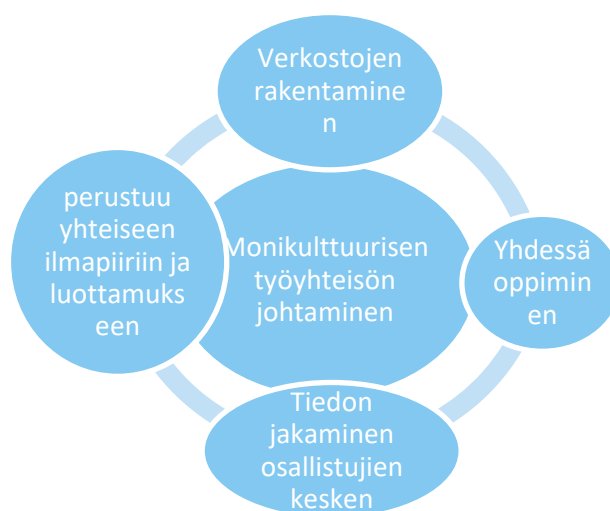 Verkostojen
rakentamine
n
perustuu
yhteiseen
ilmapiiriin ja
luottamuks
een
Monikulttuurisen
työyhteisön
johtaminen
Yhdessä
oppimin
en
Tiedon
jakaminen
osallistujien
kesken